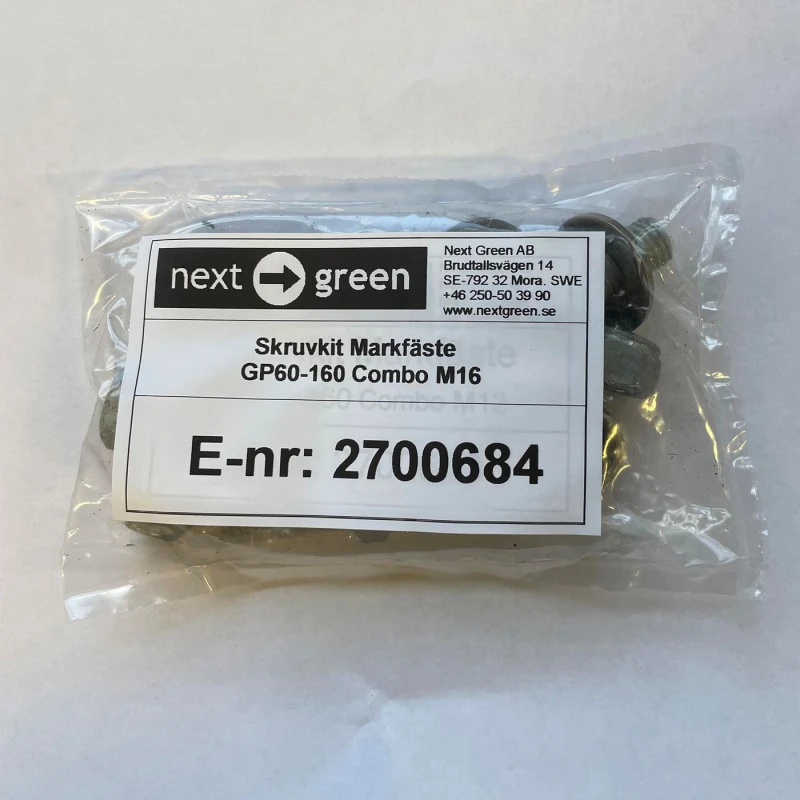 next green
Next Green AB
Brudtallsvägen 14
SE-792 32 Mora. SWE
+46 250-50 39 90
www.nextgreen.se
Skruvkit Markfäste
GP60-160 Combo M16
E-nr: 2700684